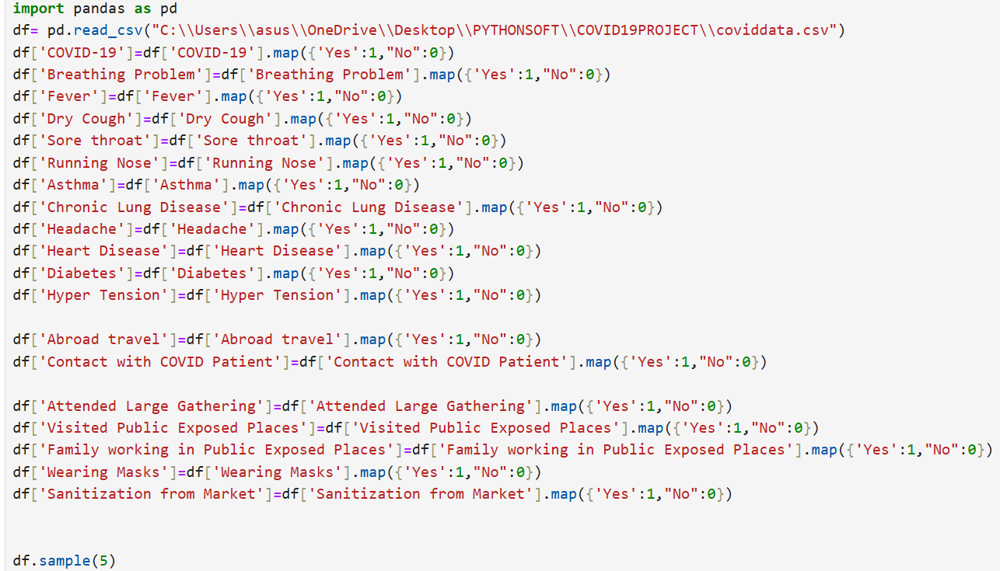 import pandas as pd
df= pd.read_csv("C:\\Users\\asus\\OneDrive\\Desktop\\PYTHONSOFT\\COVID19PROJECT\\coviddata.csv")
df['COVID-19']=df['COVID-19'].map({'Yes':1,"No":0})
df['Breathing Problem']=df['Breathing Problem'].map({'Yes':1,"No":0})
df['Fever']=df['Fever'].map({'Yes':1,"No":0})
df['Dry Cough']=df['Dry Cough'].map({'Yes':1,"No":0})
df['Sore throat']=df['Sore throat'].map({'Yes':1,"No":0})
df['Running Nose']=df['Running Nose'].map({'Yes':1,"No":0})
df['Asthma']=df['Asthma'].map({'Yes':1,"No":0})
df['Chronic Lung Disease']=df['Chronic Lung Disease'].map({'Yes':1,"No":0})
df['Headache']=df['Headache'].map({'Yes':1,"No":0})
df['Heart Disease']=df['Heart Disease'].map({'Yes':1,"No":0})
df['Diabetes']=df['Diabetes'].map({'Yes':1,"No":0})
df['Hyper Tension']=df['Hyper Tension'].map({'Yes':1,"No":0})
df['Abroad travel']=df['Abroad travel'].map({'Yes':1,"No":0})
df['Contact with COVID Patient']=df['Contact with COVID Patient'].map({'Yes':1,"No":0})
df['Attended Large Gathering']=df['Attended Large Gathering'].map({'Yes':1,"No":0})
df['Visited Public Exposed Places']=df['Visited Public Exposed Places'].map({'Yes':1,"No":0})
df['Family working in Public Exposed Places']=df['Family working in Public Exposed Places'].map({'Yes':1,"No":0})
df['Wearing Masks']=df['Wearing Masks'].map({'Yes':1,"No":0})
df['Sanitization from Market']=df['Sanitization from Market'].map({'Yes':1,"No":0})
df.sample(5)